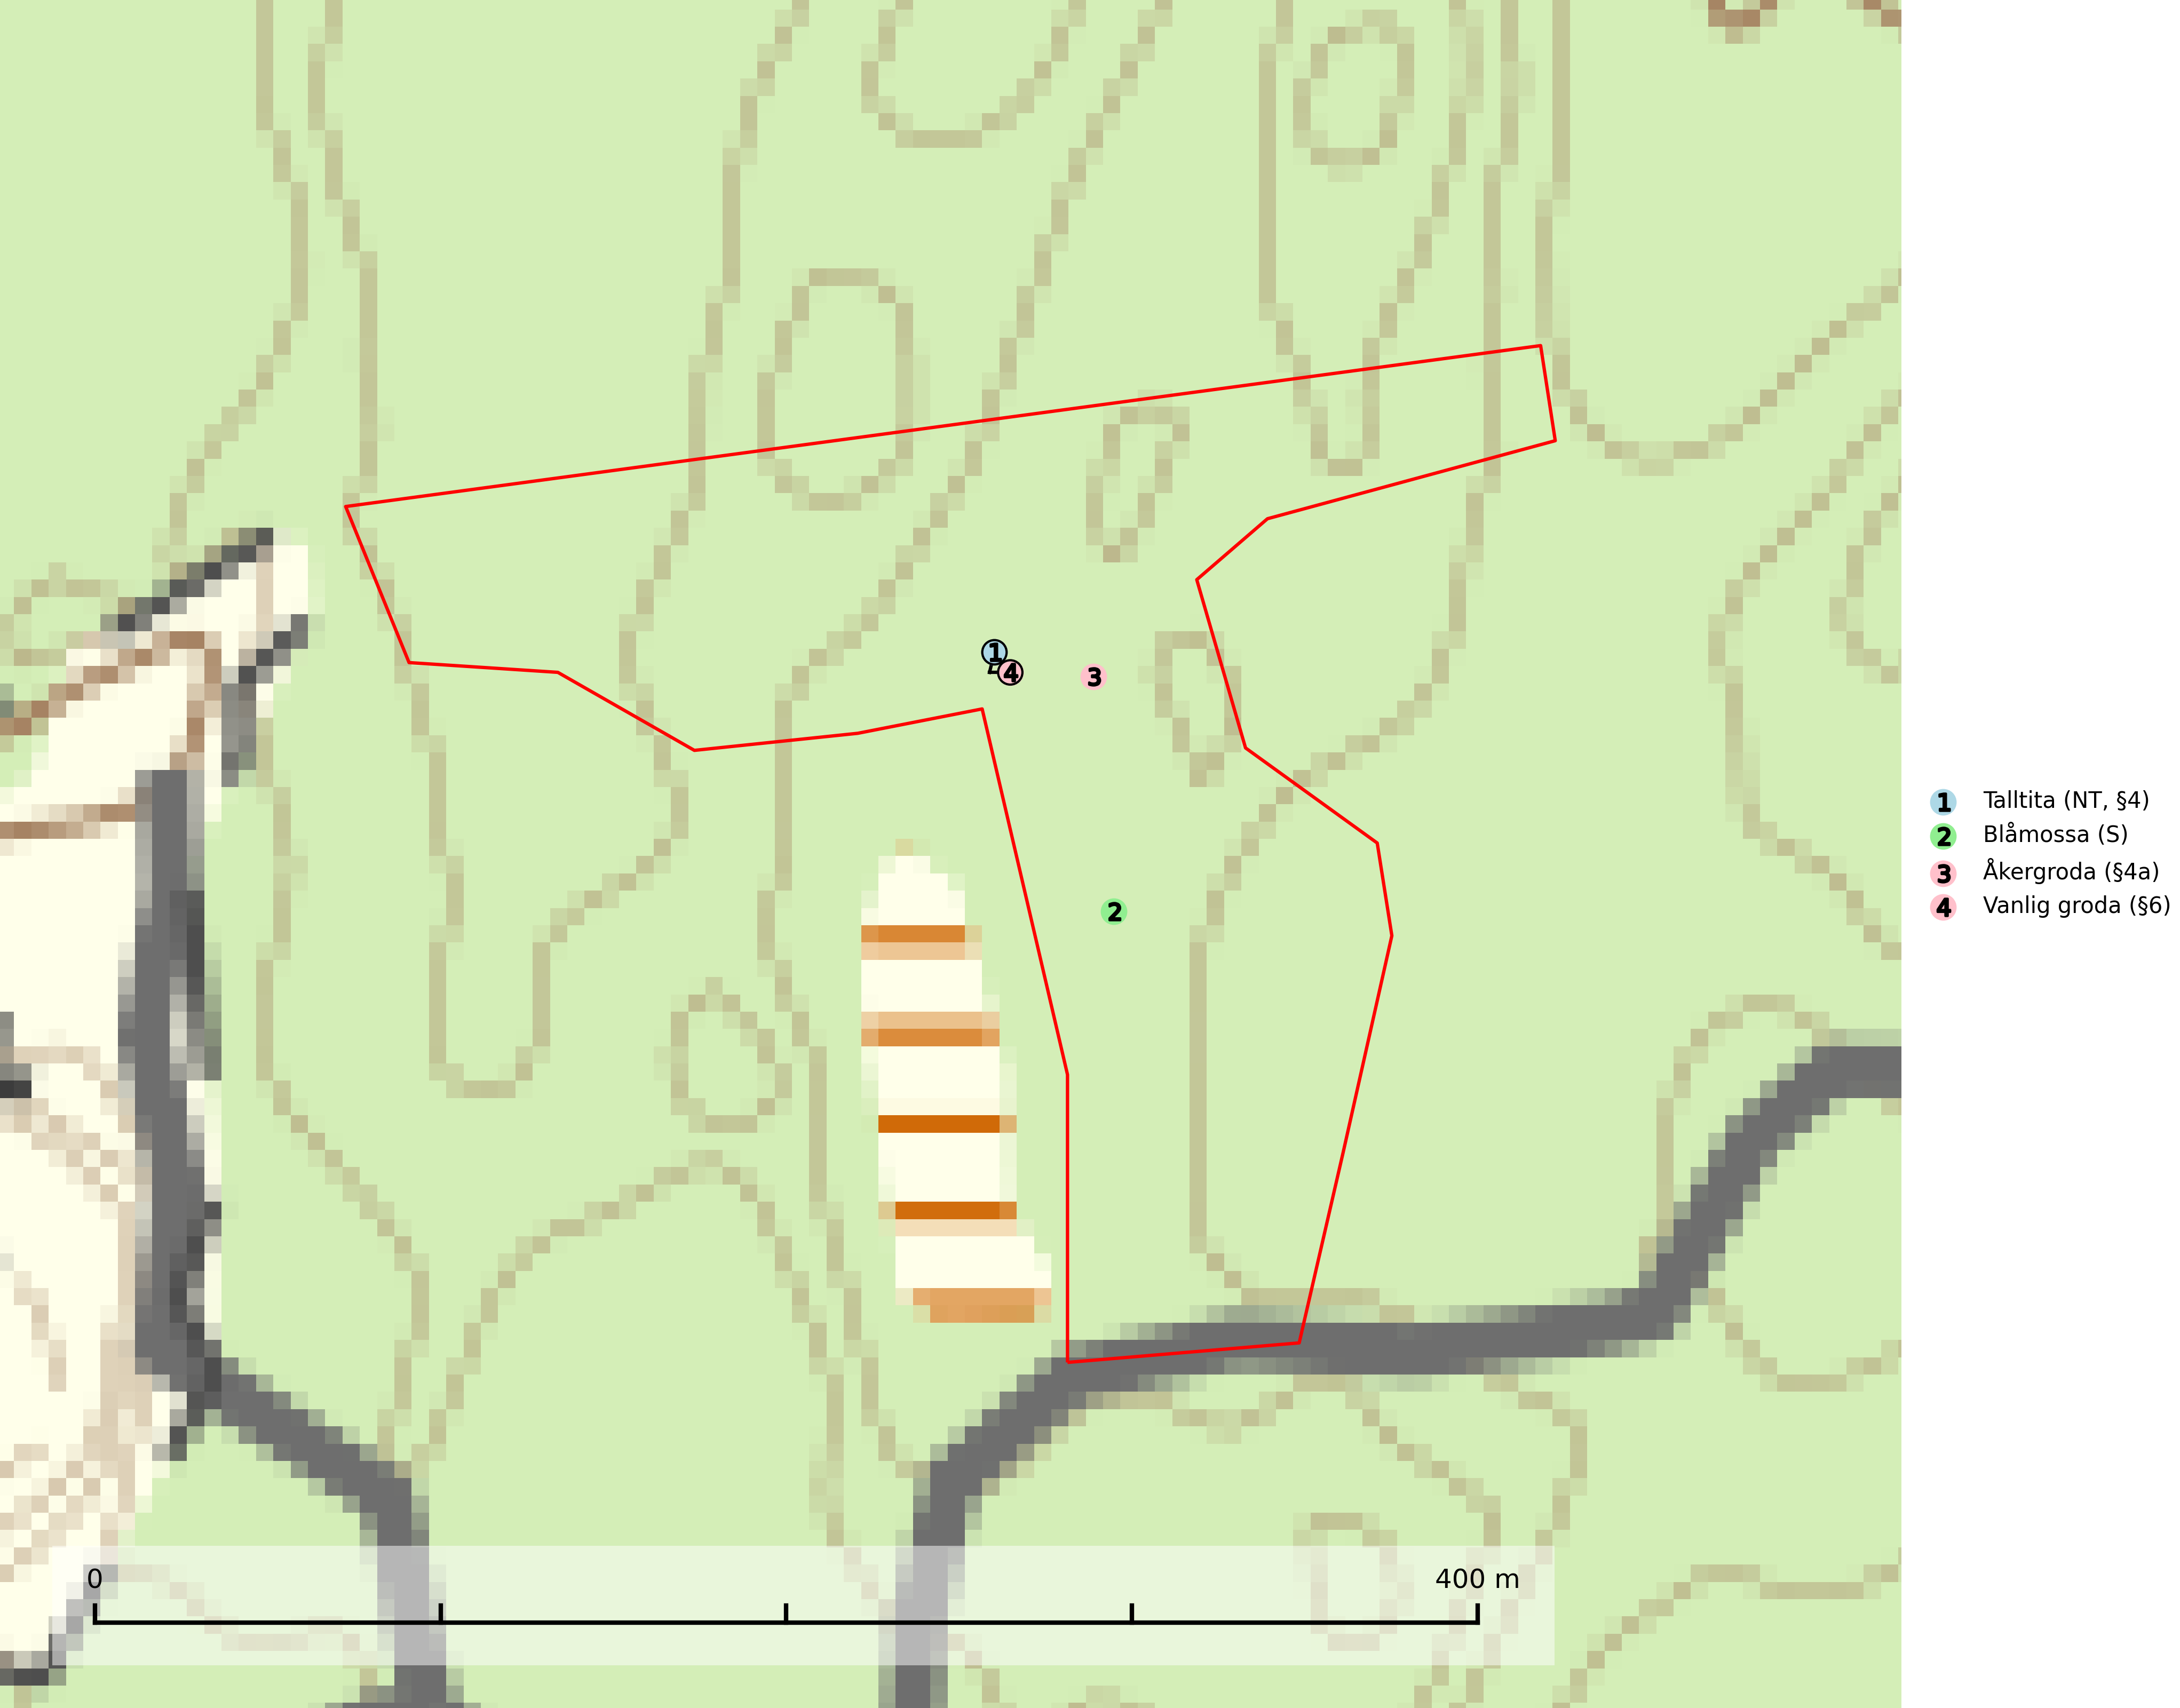 1
4
3
2
1 Talltita (NT, §4)
2 Blåmossa (S)
3 Åkergroda (§4a)
4 Vanlig groda (§6)
0 400 m